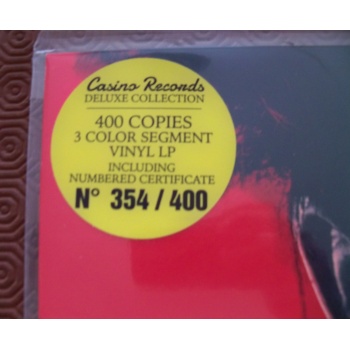 Casino Records
DELUXE COLLECTION
400 COPIES
3 COLOR SEGMENT
VINYL LP
INCLUDING
NUMBERED CERTIFICATE
N° 354 / 400